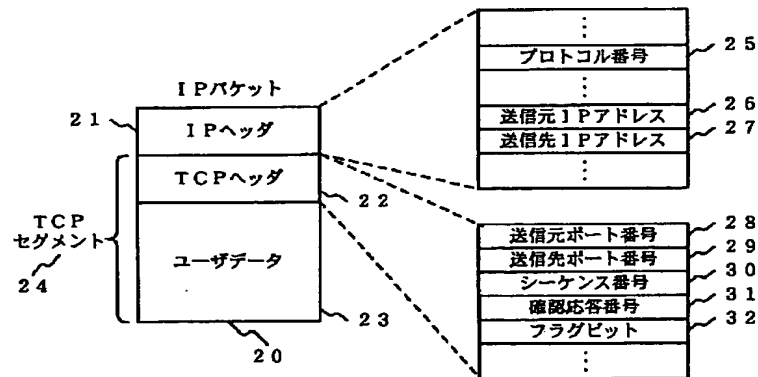 IPパケット
21
IPヘッダ
TCPヘッダ
22
TCP
セグメント
24
ユーザデータ
23
20
⋮
プロトコル番号
25
⋮
送信元IPアドレス
26
送信先IPアドレス
27
⋮
送信元ポート番号
28
送信先ポート番号
29
シーケンス番号
30
確認応答番号
31
フラグビット
32
⋮